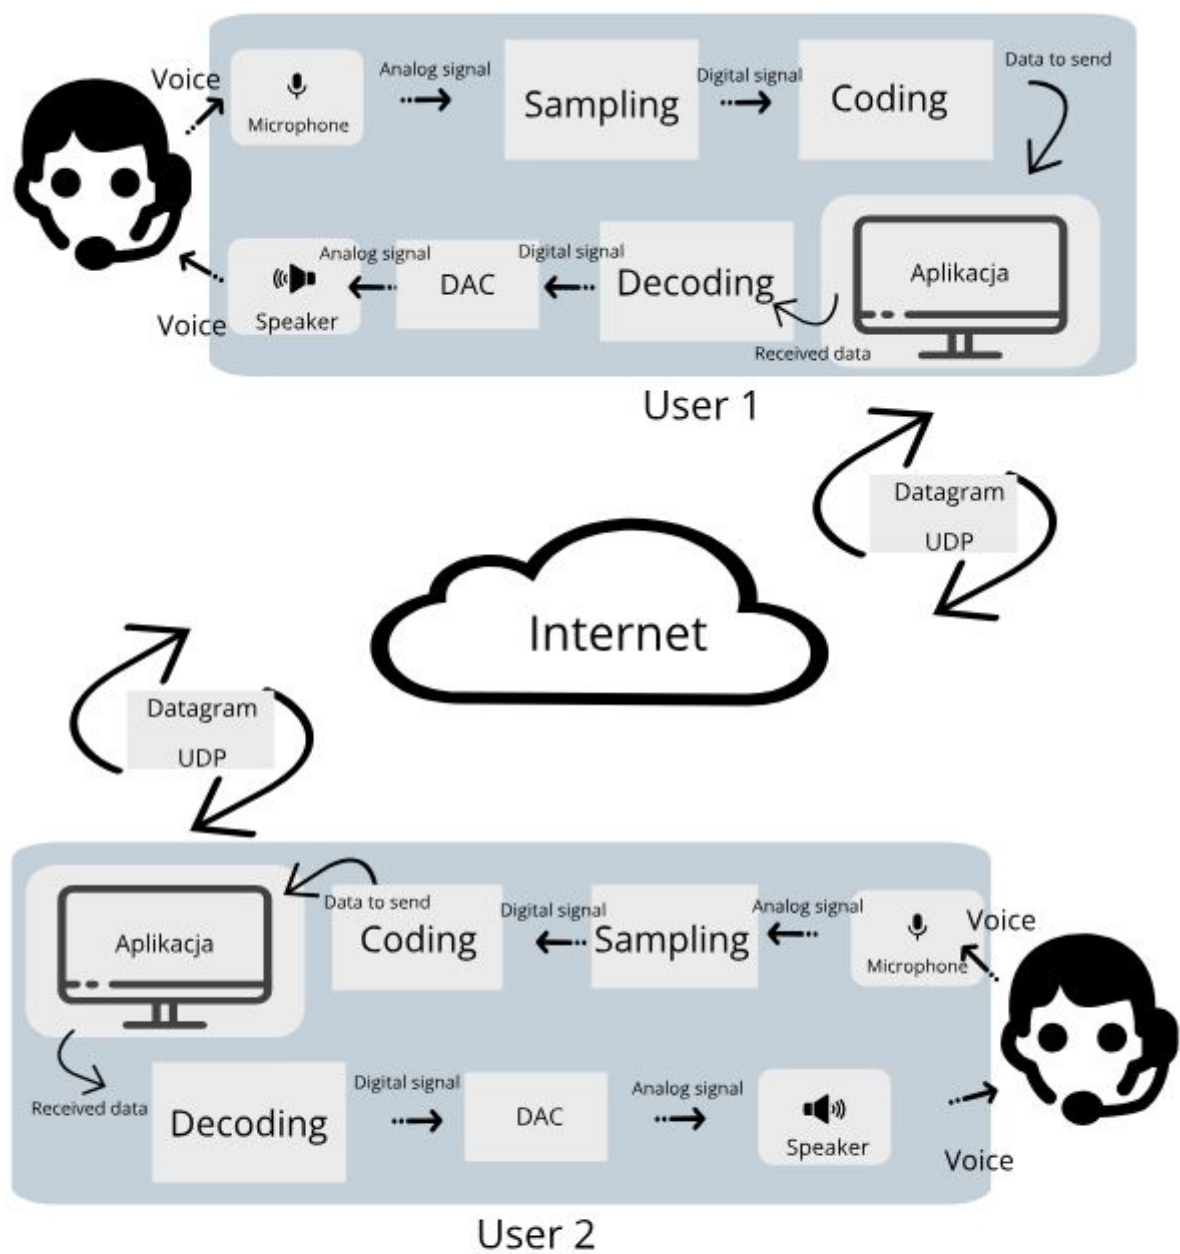 Voice
Microphone
Analog signal
Sampling
Digital signal
Coding
Data to send
Aplikacja
Received data
Decoding
Digital signal
DAC
Analog signal
Speaker
Voice
User 1
Datagram
UDP
Internet
Datagram
UDP
Aplikacja
Data to send
Coding
Digital signal
Sampling
Analog signal
Microphone
Voice
Received data
Decoding
Digital signal
DAC
Analog signal
Speaker
Voice
User 2